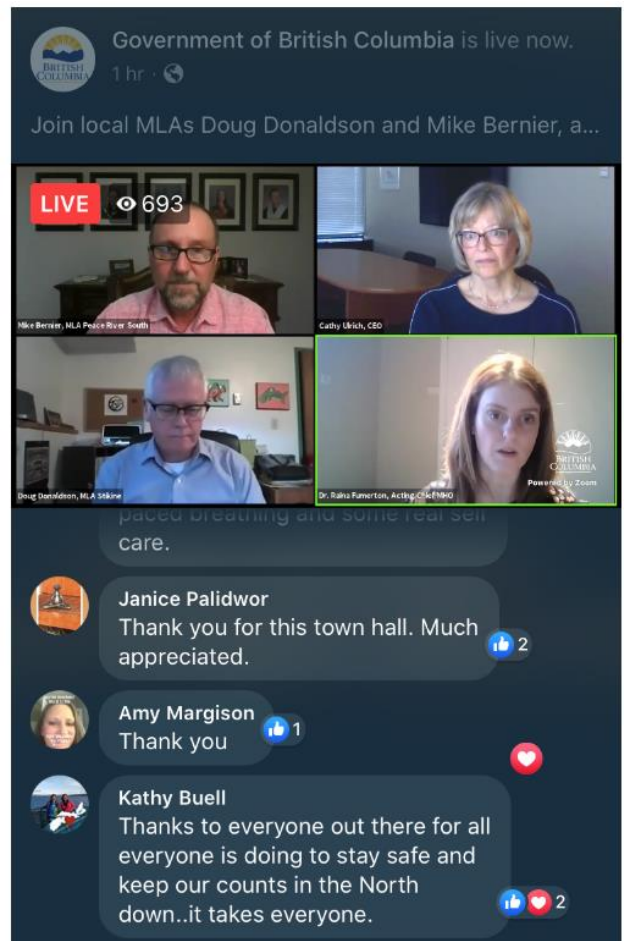 Government of British Columbia is live now.
1 hr ·
Join local MLAs Doug Donaldson and Mike Bernier, a...
BRITISH
COLUMBIA
LIVE 693
Mike Bernier, MLA Peace River South
Cathy Ulrich, CEO
Doug Donaldson, MLA Stikine
Dr. Raina Fumerton, Acting Chief MHO
BRITISH
COLUMBIA
Powered by Zoom
paced breathing and some real self
care.
Janice Palidwor
Thank you for this town hall. Much
appreciated.
2
Amy Margison
Thank you
1
Kathy Buell
Thanks to everyone out there for all
everyone is doing to stay safe and
keep our counts in the North
down..it takes everyone.
2